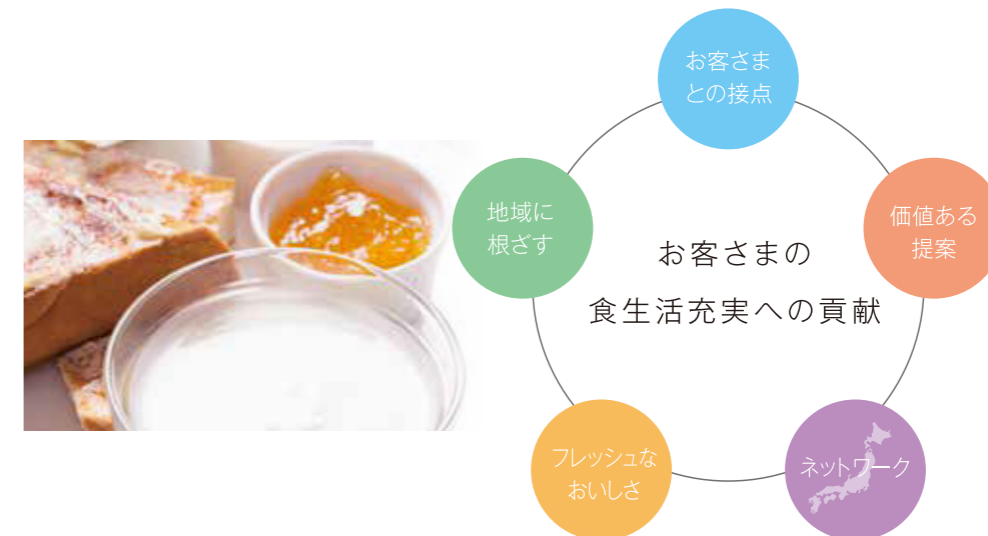 お客さま
との接点
地域に
根ざす
価値ある
提案
お客さまの
食生活充実への貢献
フレッシュな
おいしさ
ネットワーク